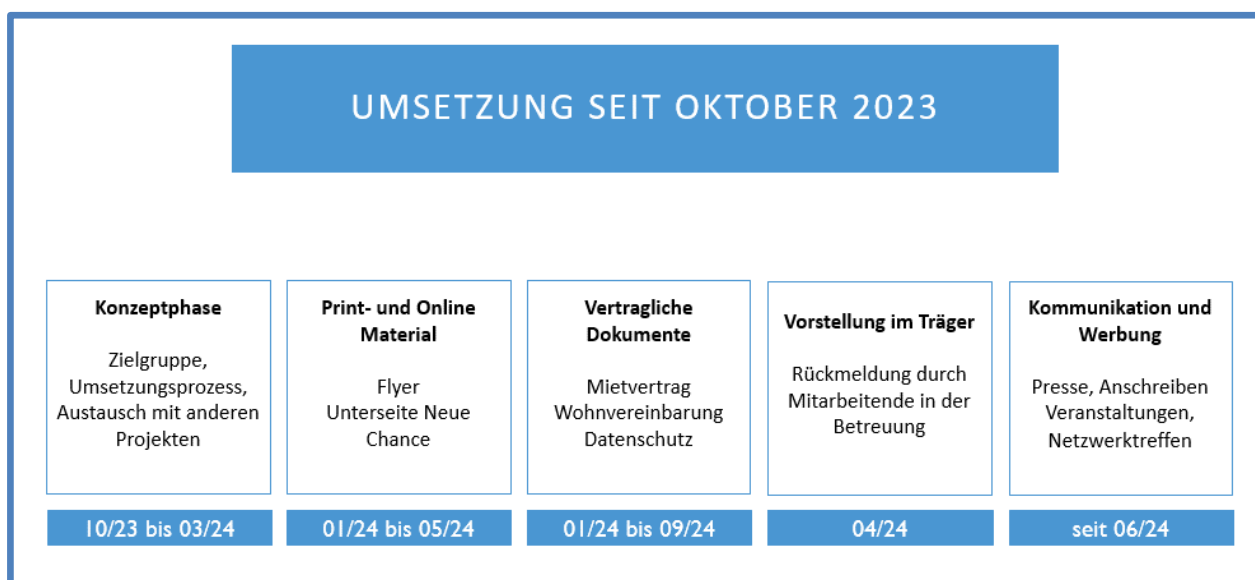 UMSETZUNG SEIT OKTOBER 2023
Konzeptphase
Zielgruppe,
Umsetzungsprozess,
Austausch mit anderen
Projekten
10/23 bis 03/24
Print- und Online
Material
Flyer
Unterseite Neue
Chance
01/24 bis 05/24
Vertragliche
Dokumente
Mietvertrag
Wohnvereinbarung
Datenschutz
01/24 bis 09/24
Vorstellung im Träger
Rückmeldung durch
Mitarbeitende in der
Betreuung
04/24
Kommunikation und
Werbung
Presse, Anschreiben
Veranstaltungen,
Netzwerktreffen
seit 06/24